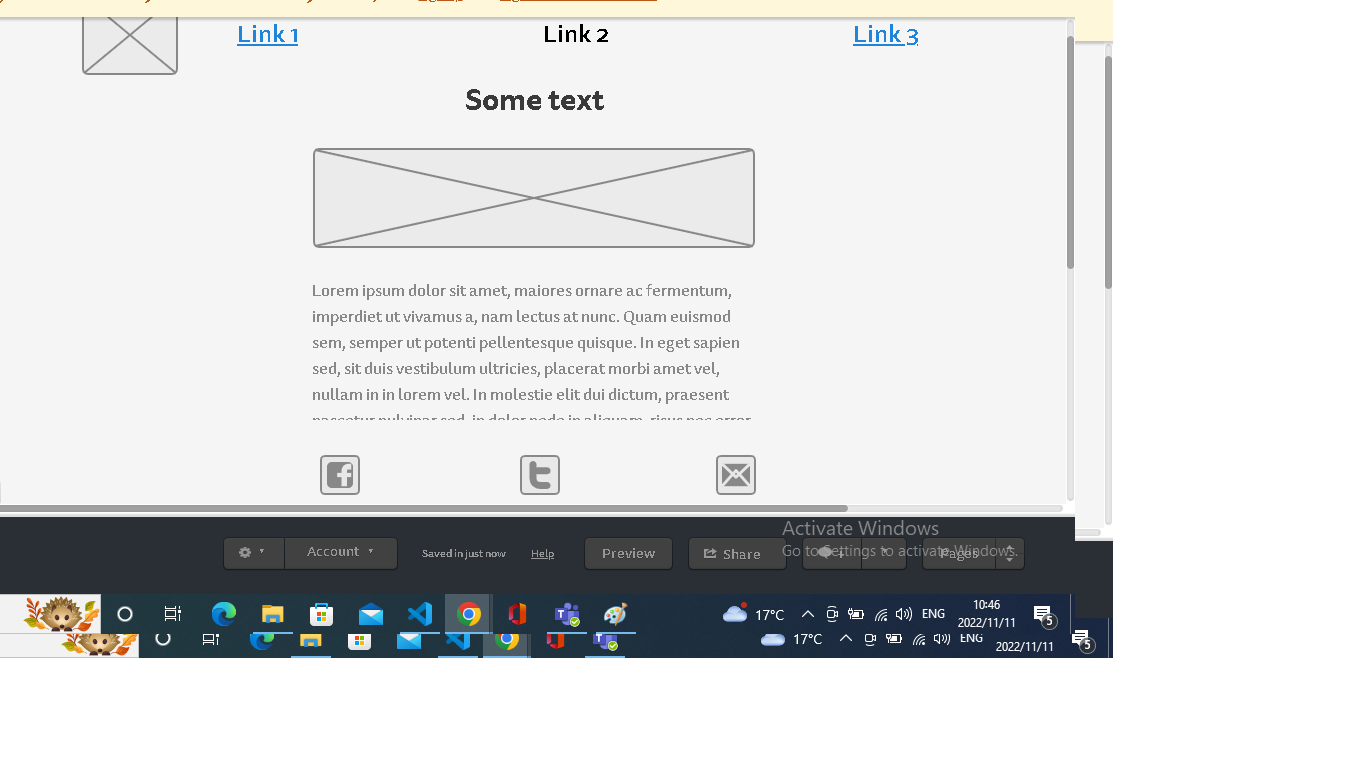 Link 1 Link 2 Link 3
Some text
Lorem ipsum dolor sit amet, maiores ornare ac fermentum,
imperdiet ut vivamus a, nam lectus at nunc. Quam euismod
sem, semper ut potenti pellentesque quisque. In eget sapien
sed, sit duis vestibulum ultricies, placerat morbi amet vel,
nullam in in lorem vel. In molestie elit dui dictum, praesent
Activate Windows
Go to Settings to activate Windows.
Account Saved in just now Help Preview Share Pages
17°C ENG 10:46
2022/11/11 5
17°C ENG
2022/11/11 5